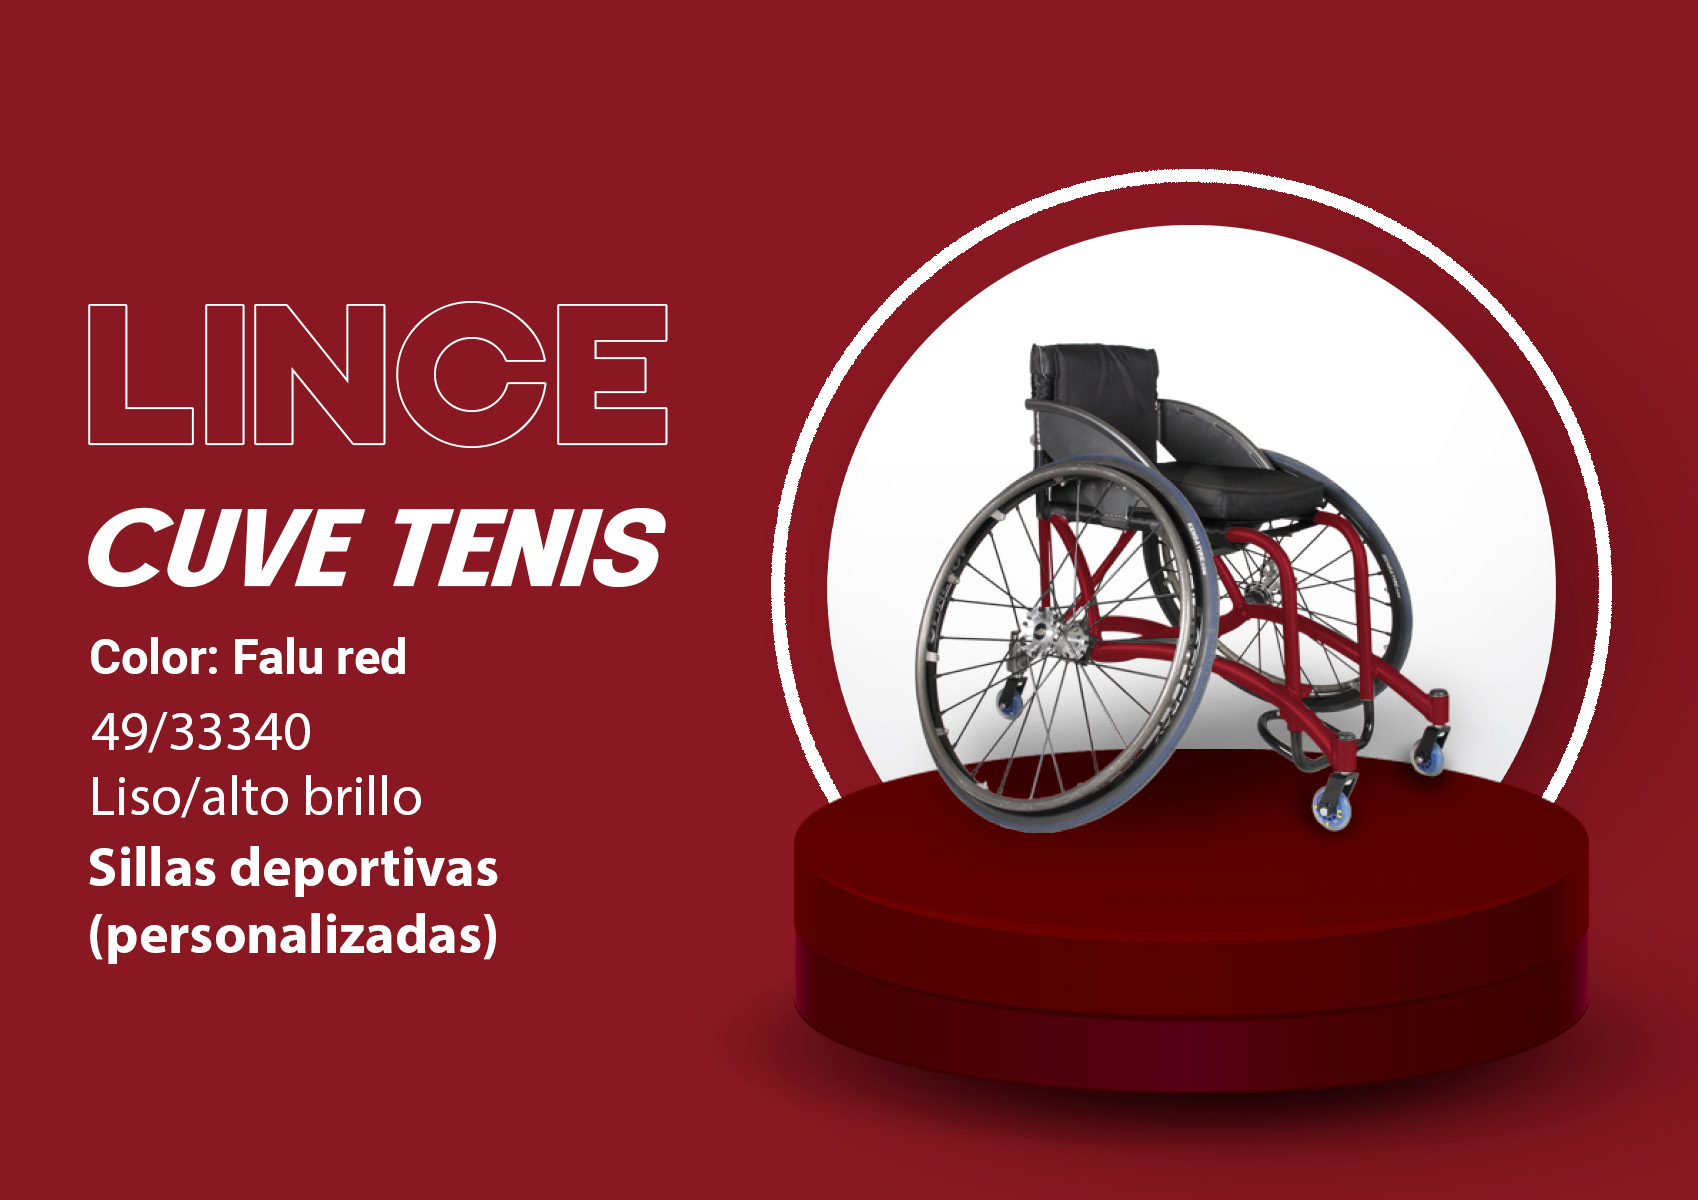 LINCE
CUVE TENIS
Color: Falu red
49/33340
Liso/alto brillo
Sillas deportivas
(personalizadas)